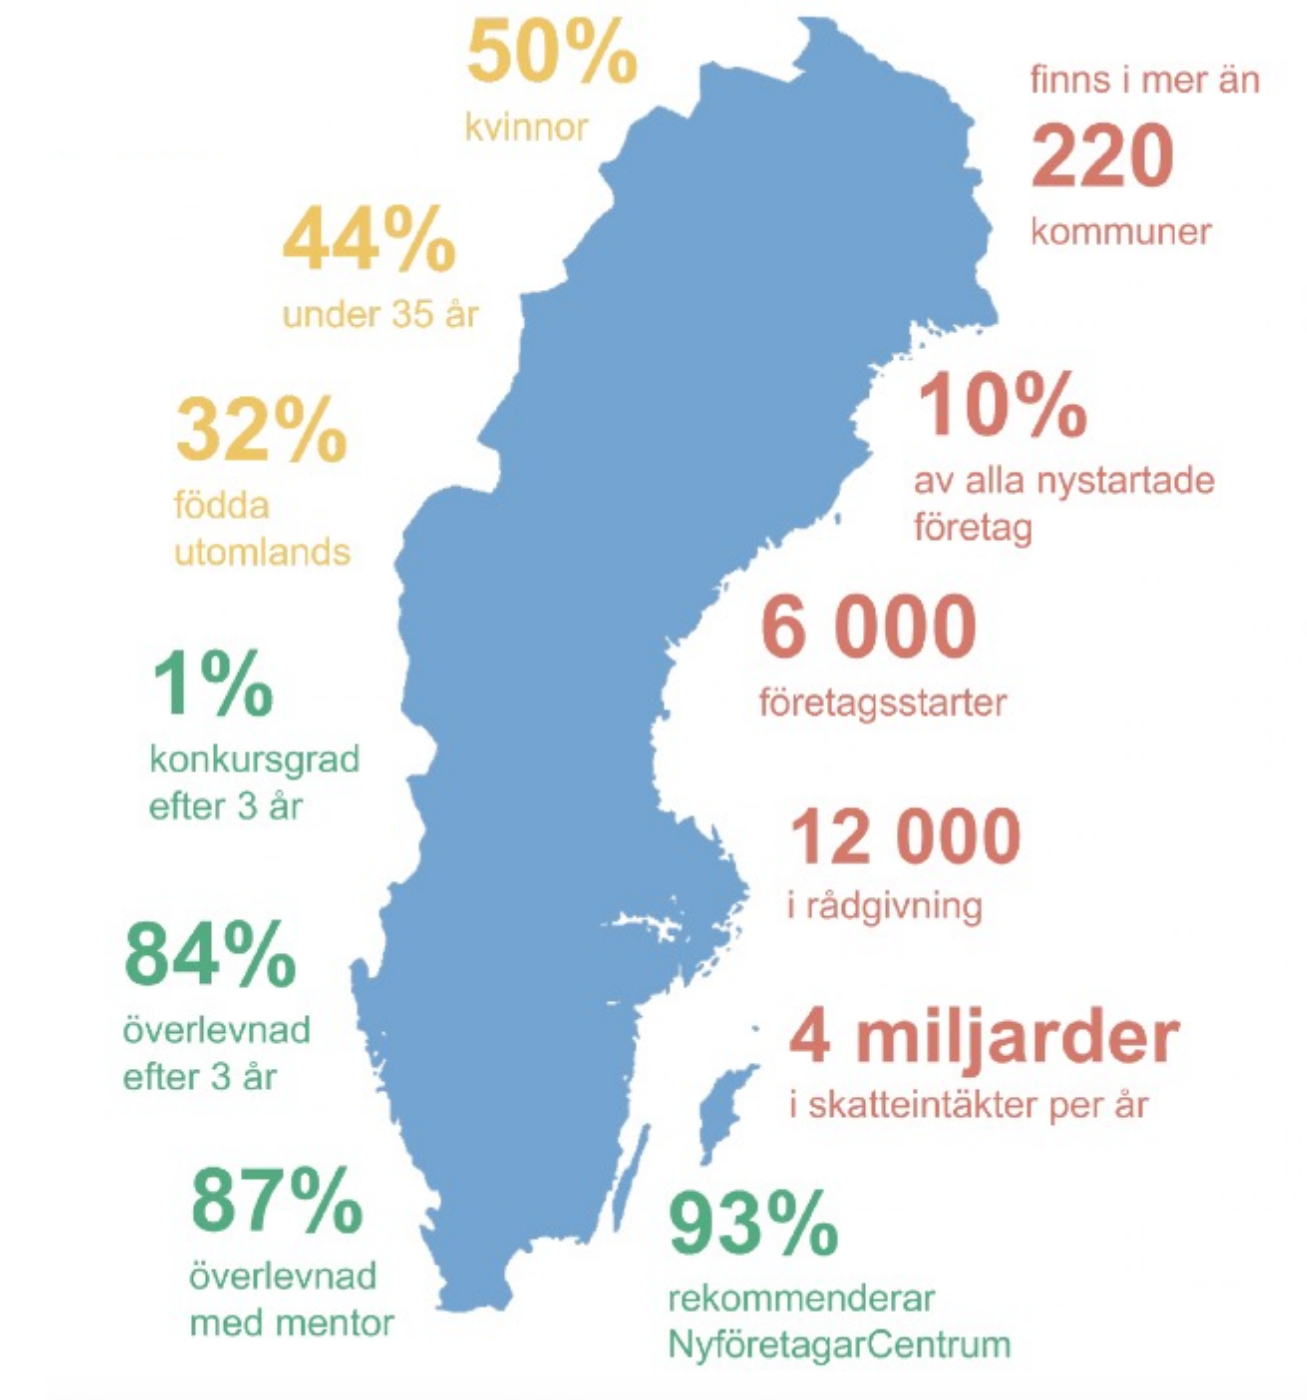 50%
kvinnor
44%
under 35 år
32%
födda
utomlands
1%
konkursgrad
efter 3 år
84%
överlevnad
efter 3 år
87%
överlevnad
med mentor
finns i mer än
220
kommuner
10%
av alla nystartade
företag
6 000
företagsstarter
12 000
i rådgivning
4 miljarder
i skatteintäkter per år
93%
rekommenderar
NyföretagarCentrum